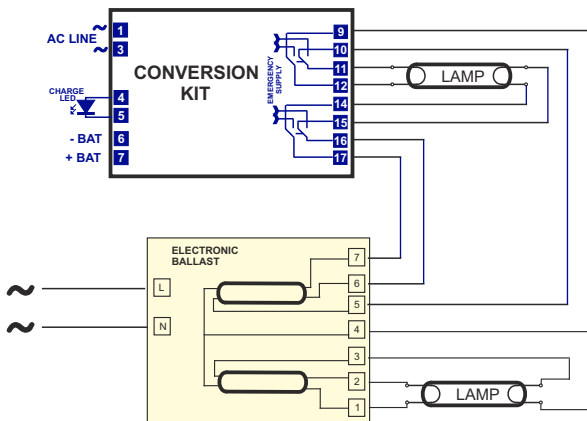 ~ 1
AC LINE
~ 3
CHARGE
LED
4
5
- BAT 6
+ BAT 7
CONVERSION
KIT
EMERGENCY
SUPPLY
9
10
11
12
14
15
16
17
LAMP
ELECTRONIC
BALLAST
~ L
~ N
7
6
5
4
3
2
1
LAMP